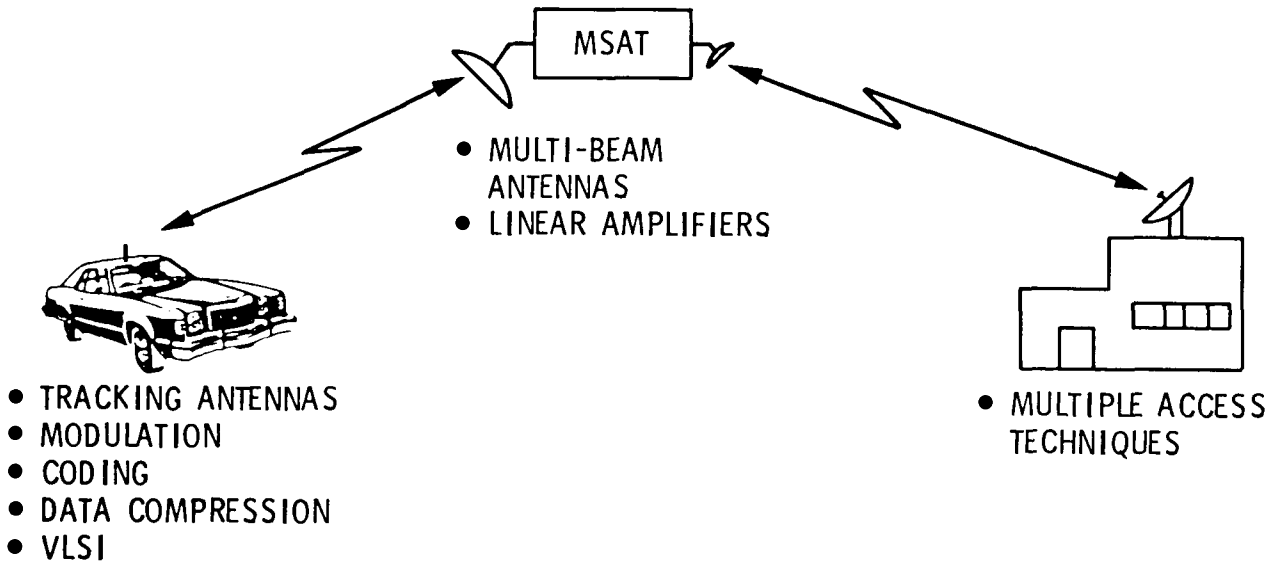 MSAT
• MULTI-BEAM
ANTENNAS
• LINEAR AMPLIFIERS
• TRACKING ANTENNAS
• MODULATION
• CODING
• DATA COMPRESSION
• VLSI
• MULTIPLE ACCESS
TECHNIQUES